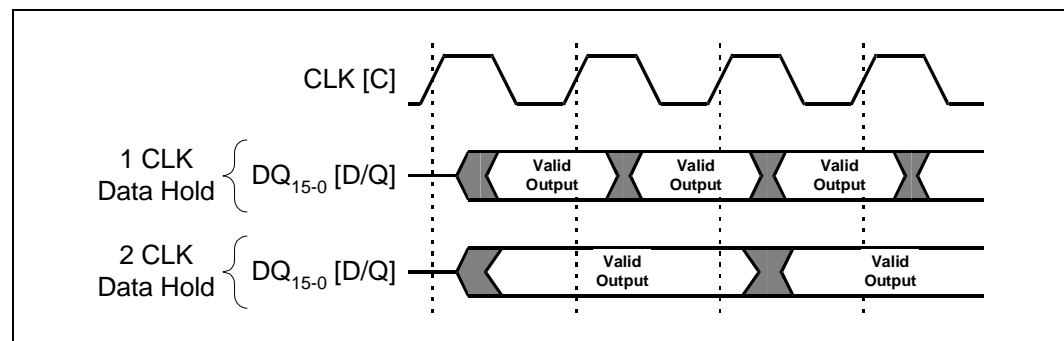 CLK [C]
1 CLK
Data Hold
DQ15-0 [D/Q]
Valid
Output
Valid
Output
Valid
Output
2 CLK
Data Hold
DQ15-0 [D/Q]
Valid
Output
Valid
Output